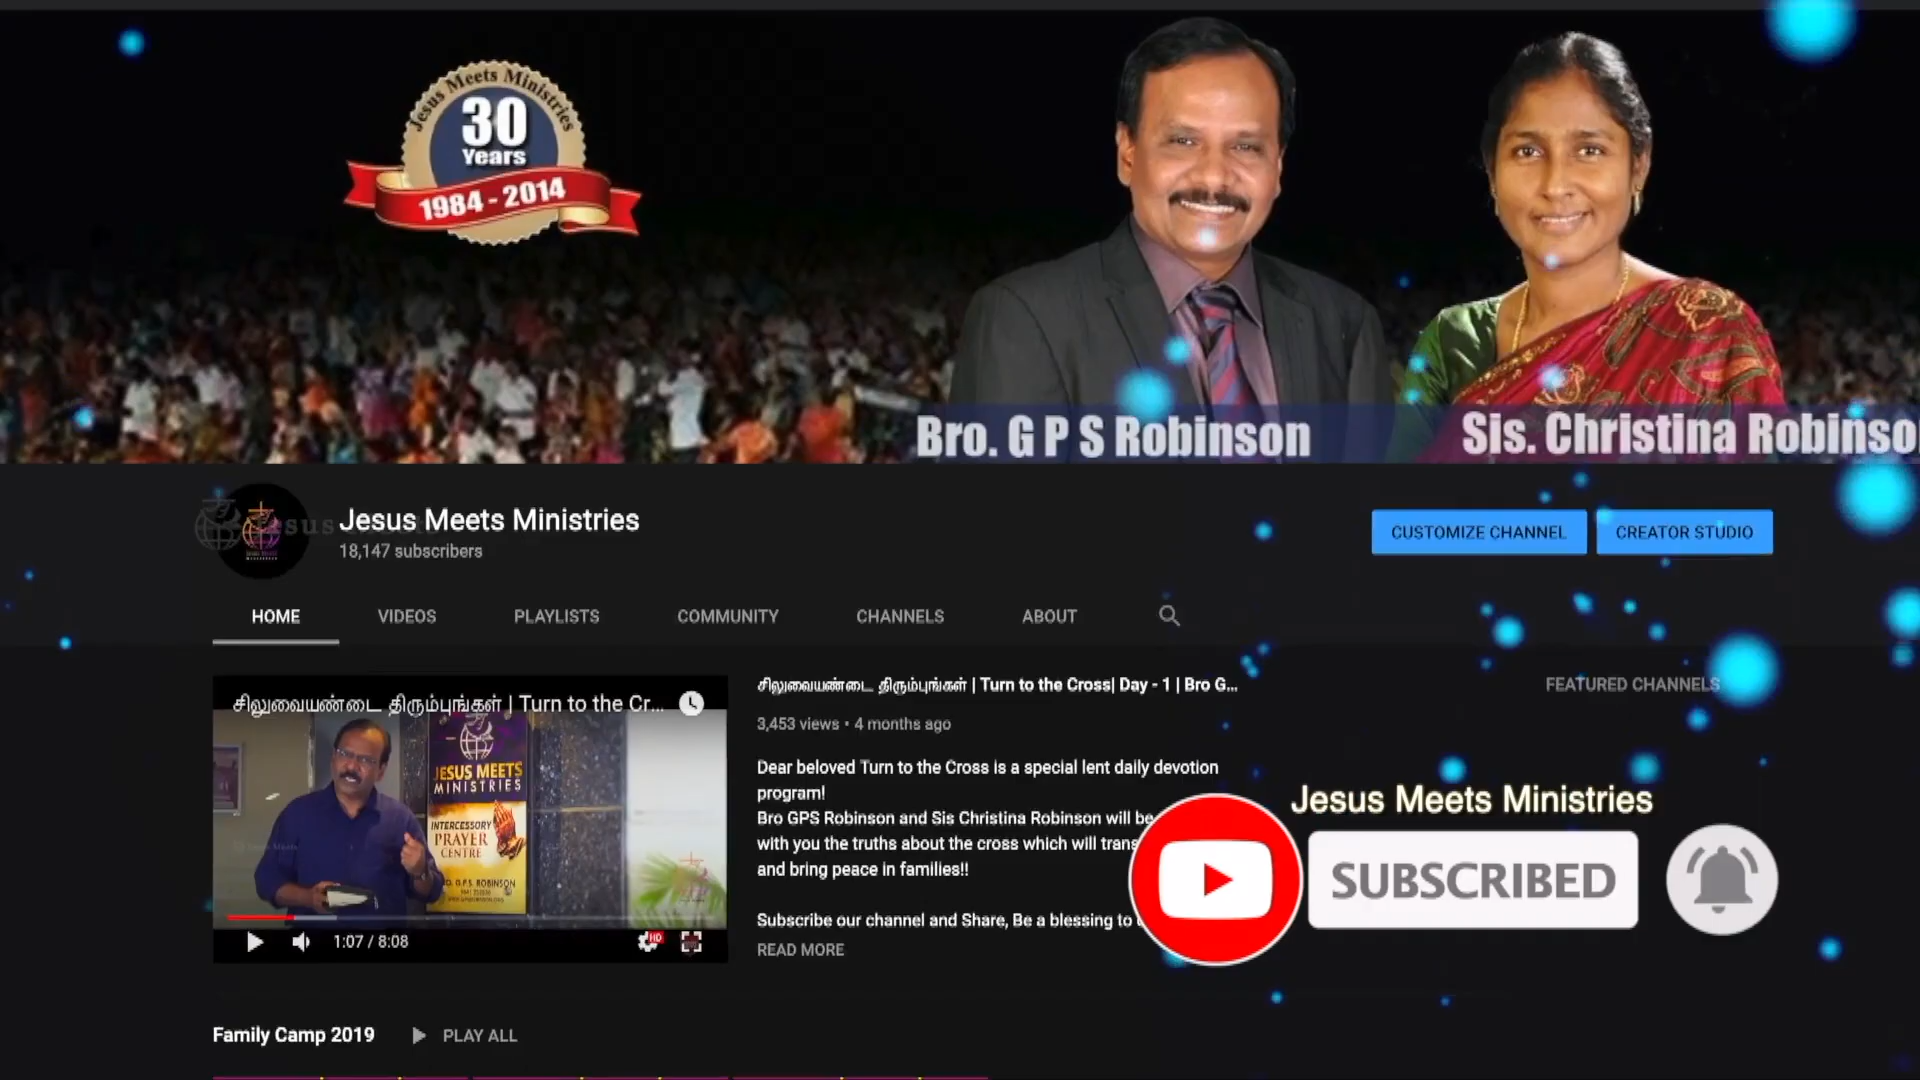 Jesus Meets Ministries
30
Years
1984 - 2014
Bro. G P S Robinson
Sis. Christina Robinso
Jesus Meets Ministries
18,147 subscribers
CUSTOMIZE CHANNEL
CREATOR STUDIO
HOME VIDEOS PLAYLISTS COMMUNITY CHANNELS ABOUT
சிலுவையண்டை திரும்புங்கள் | Turn to the Cr...
JESUS MEETS
MINISTRIES
INTERCESSORY
PRAYER
CENTRE
G.P.S. ROBINSON
1:07 / 8:08
HD
சிலுவையண்டை திரும்புங்கள் | Turn to the Cross| Day - 1 | Bro G...
3,453 views • 4 months ago
Dear beloved Turn to the Cross is a special lent daily devotion
program!
Bro GPS Robinson and Sis Christina Robinson will be
with you the truths about the cross which will trans
and bring peace in families!!
Subscribe our channel and Share, Be a blessing to
READ MORE
FEATURED CHANNELS
Jesus Meets Ministries
SUBSCRIBED
Family Camp 2019
PLAY ALL